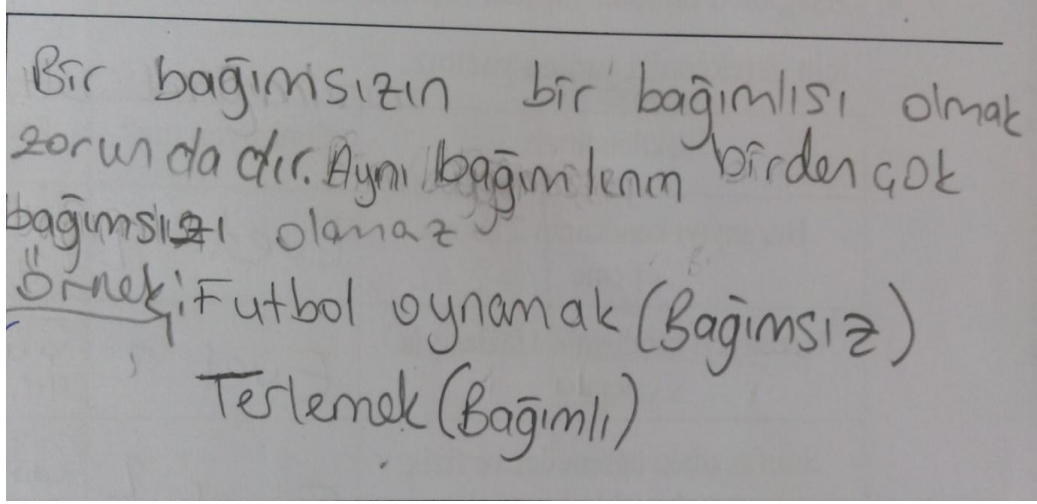 Bir bağımsızın bir bağımlısı olmak
zorundadır. Aynı bağımlının birden çok
bağımsızı olamaz
Örnek; Futbol oynamak (Bağımsız)
Terlemek (Bağımlı)